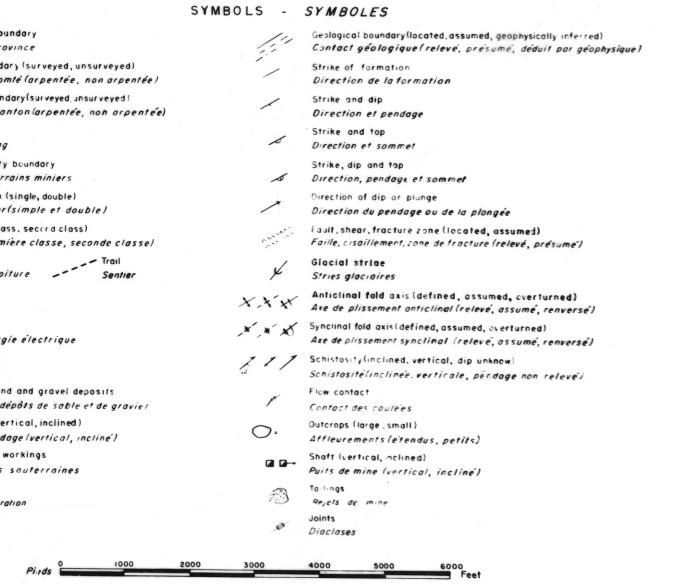 SYMBOLS - SYMBOLES
oundary
ovince
dary (surveyed, unsurveyed)
omté (arpentée, non arpentée)
ndary (surveyed, unsurveyed)
anton (arpentée, non arpentée)
ng
ty boundary
rrains miniers
k (single, double)
r (simple et double)
ass, second class)
mière classe, seconde classe)
Trail
oiture Sentier
gie électrique
nd and gravel deposits
dépôts de sable et de gravier
ertical, inclined)
dage (vertical, incliné)
workings
s souterraines
ration
Geological boundary (located, assumed, geophysically inferred)
Contact géologique (relevé, présumé, déduit par géophysique)
Strike of formation
Direction de la formation
Strike and dip
Direction et pendage
Strike and top
Direction et sommet
Strike, dip and top
Direction, pendage et sommet
Direction of dip or plunge
Direction du pendage ou de la plongée
Fault, shear, fracture zone (located, assumed)
Faille, cisaillement, zone de fracture (relevé, présumé)
Glacial striae
Stries glaciaires
Anticlinal fold axis (defined, assumed, overturned)
Axe de plissement anticlinal (relevé, assumé, renversé)
Synclinal fold axis (defined, assumed, overturned)
Axe de plissement synclinal (relevé, assumé, renversé)
Schistosity (inclined, vertical, dip unknow)
Schistosité (inclinée, verticale, pendage non relevé)
Flow contact
Contact des coulées
Outcrops (large, small)
Affleurements (étendus, petits)
Shaft (vertical, inclined)
Puits de mine (vertical, incliné)
Tailings
Rejets de mine
Joints
Diaclases
Pieds 0 1000 2000 3000 4000 5000 6000 Feet